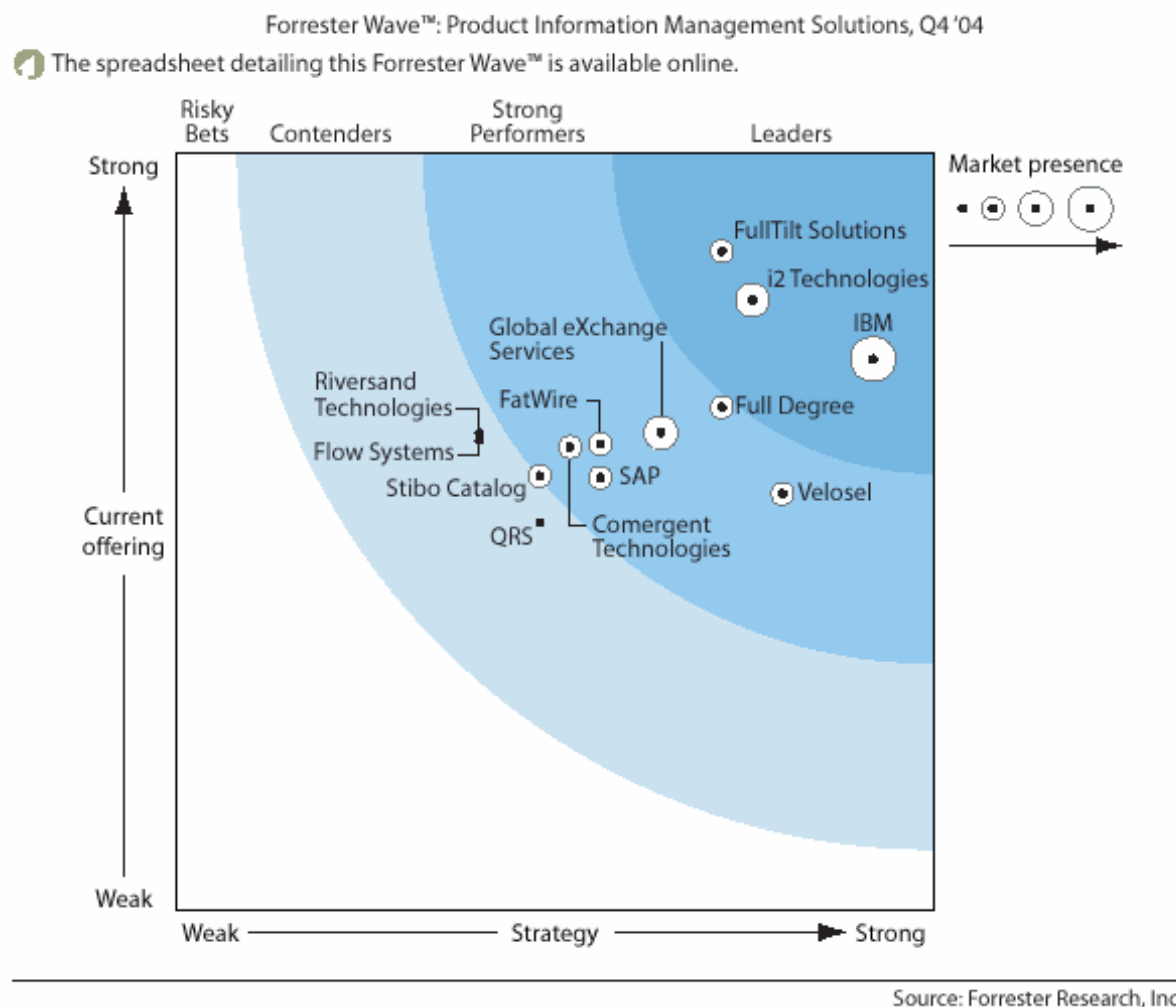 Forrester Wave™: Product Information Management Solutions, Q4 '04
The spreadsheet detailing this Forrester Wave™ is available online.
Risky
Bets
Contenders
Strong
Performers
Leaders
Strong
Market presence
FullTilt Solutions
i2 Technologies
IBM
Global eXchange
Services
Riversand
Technologies
FatWire
Full Degree
Flow Systems
Stibo Catalog
SAP
Velosel
QRS
Comergent
Technologies
Current
offering
Weak
Weak
Strategy
Strong
Source: Forrester Research, Inc